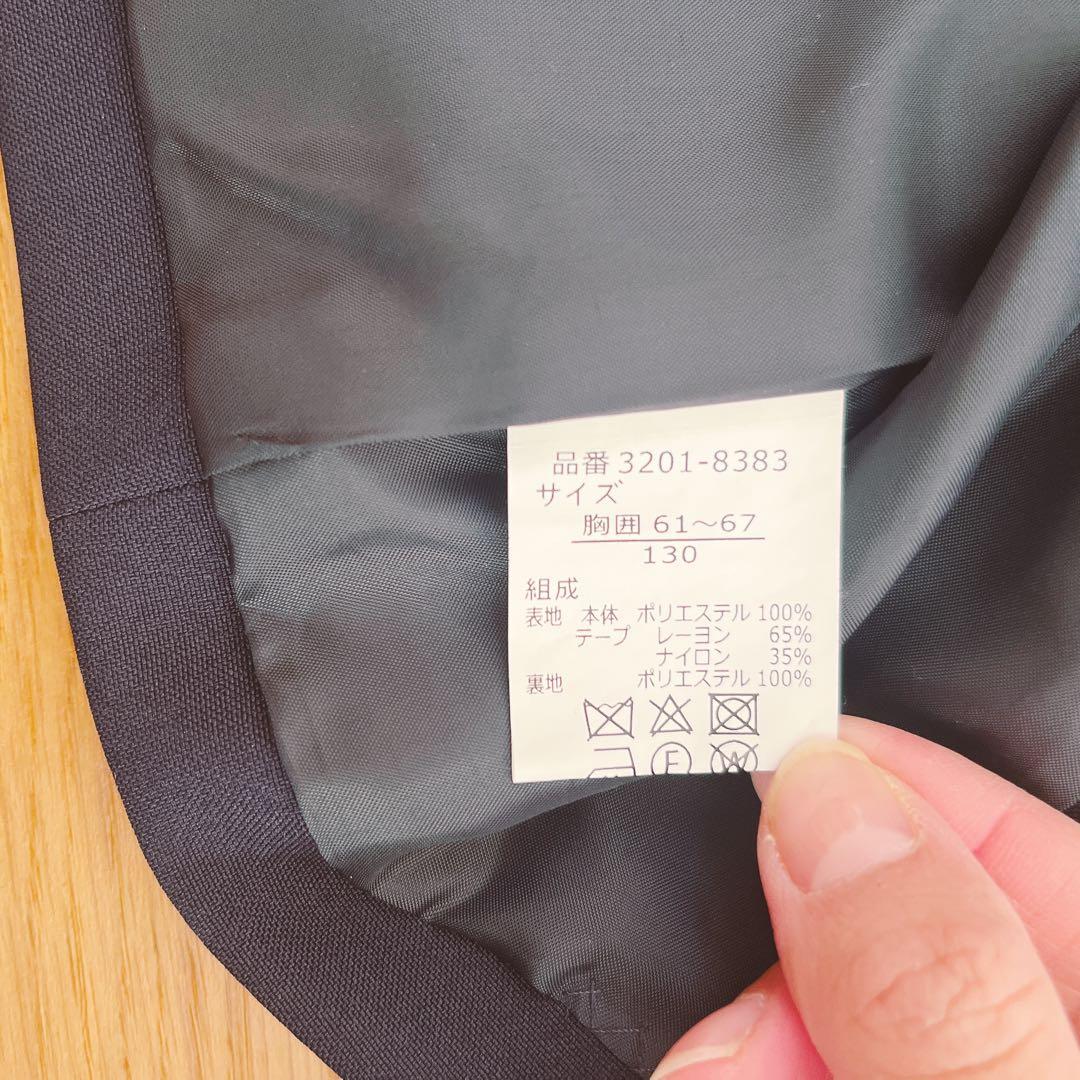 品番 3201-8383
サイズ
胸囲 61～67
130
組成
表地 本体 ポリエステル 100%
テープ レーヨン 65%
ナイロン 35%
裏地 ポリエステル 100%
F W